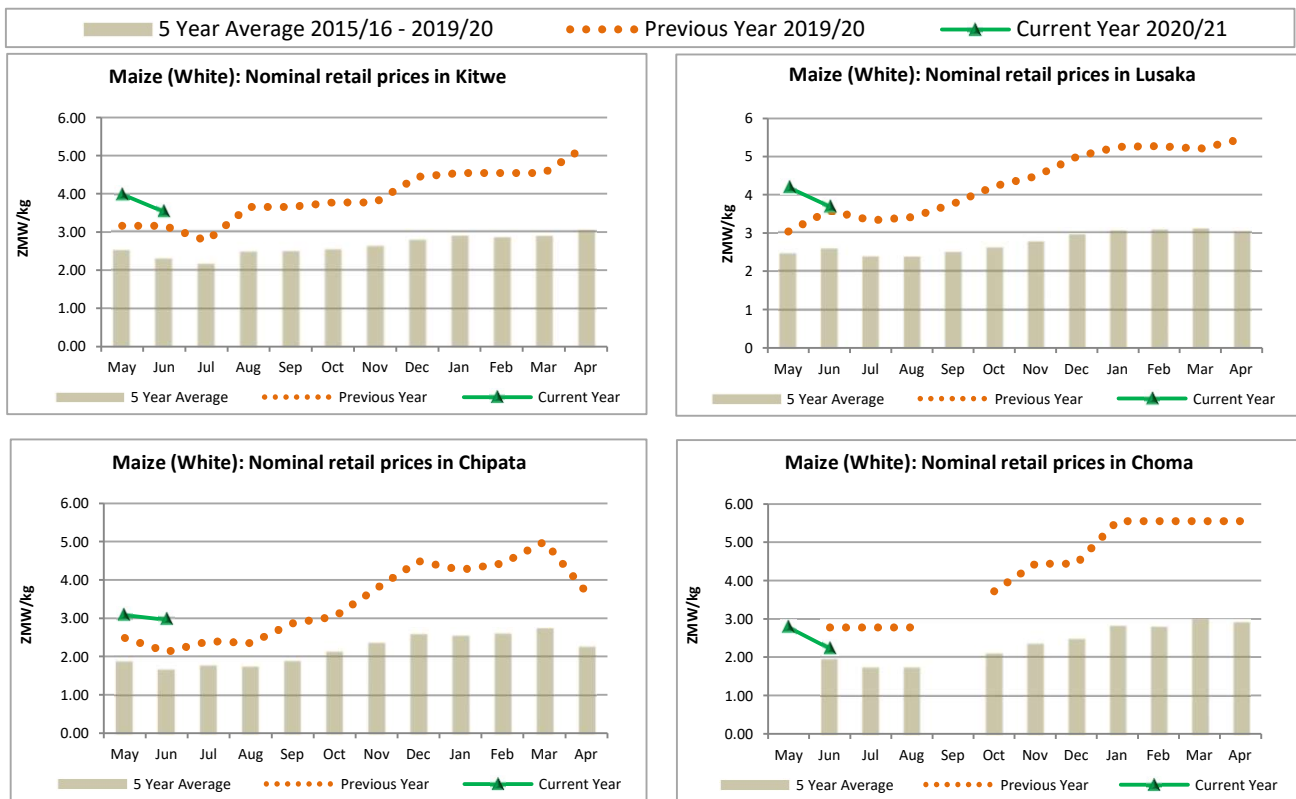 5 Year Average 2015/16 - 2019/20 Previous Year 2019/20 Current Year 2020/21
Maize (White): Nominal retail prices in Kitwe
ZMW/kg
6.00
5.00
4.00
3.00
2.00
1.00
0.00
May Jun Jul Aug Sep Oct Nov Dec Jan Feb Mar Apr
5 Year Average Previous Year Current Year
Maize (White): Nominal retail prices in Lusaka
ZMW/kg
6
5
4
3
2
1
0
May Jun Jul Aug Sep Oct Nov Dec Jan Feb Mar Apr
5 Year Average Previous Year Current Year
Maize (White): Nominal retail prices in Chipata
ZMW/kg
6.00
5.00
4.00
3.00
2.00
1.00
0.00
May Jun Jul Aug Sep Oct Nov Dec Jan Feb Mar Apr
5 Year Average Previous Year Current Year
Maize (White): Nominal retail prices in Choma
ZMW/kg
6.00
5.00
4.00
3.00
2.00
1.00
0.00
May Jun Jul Aug Sep Oct Nov Dec Jan Feb Mar Apr
5 Year Average Previous Year Current Year